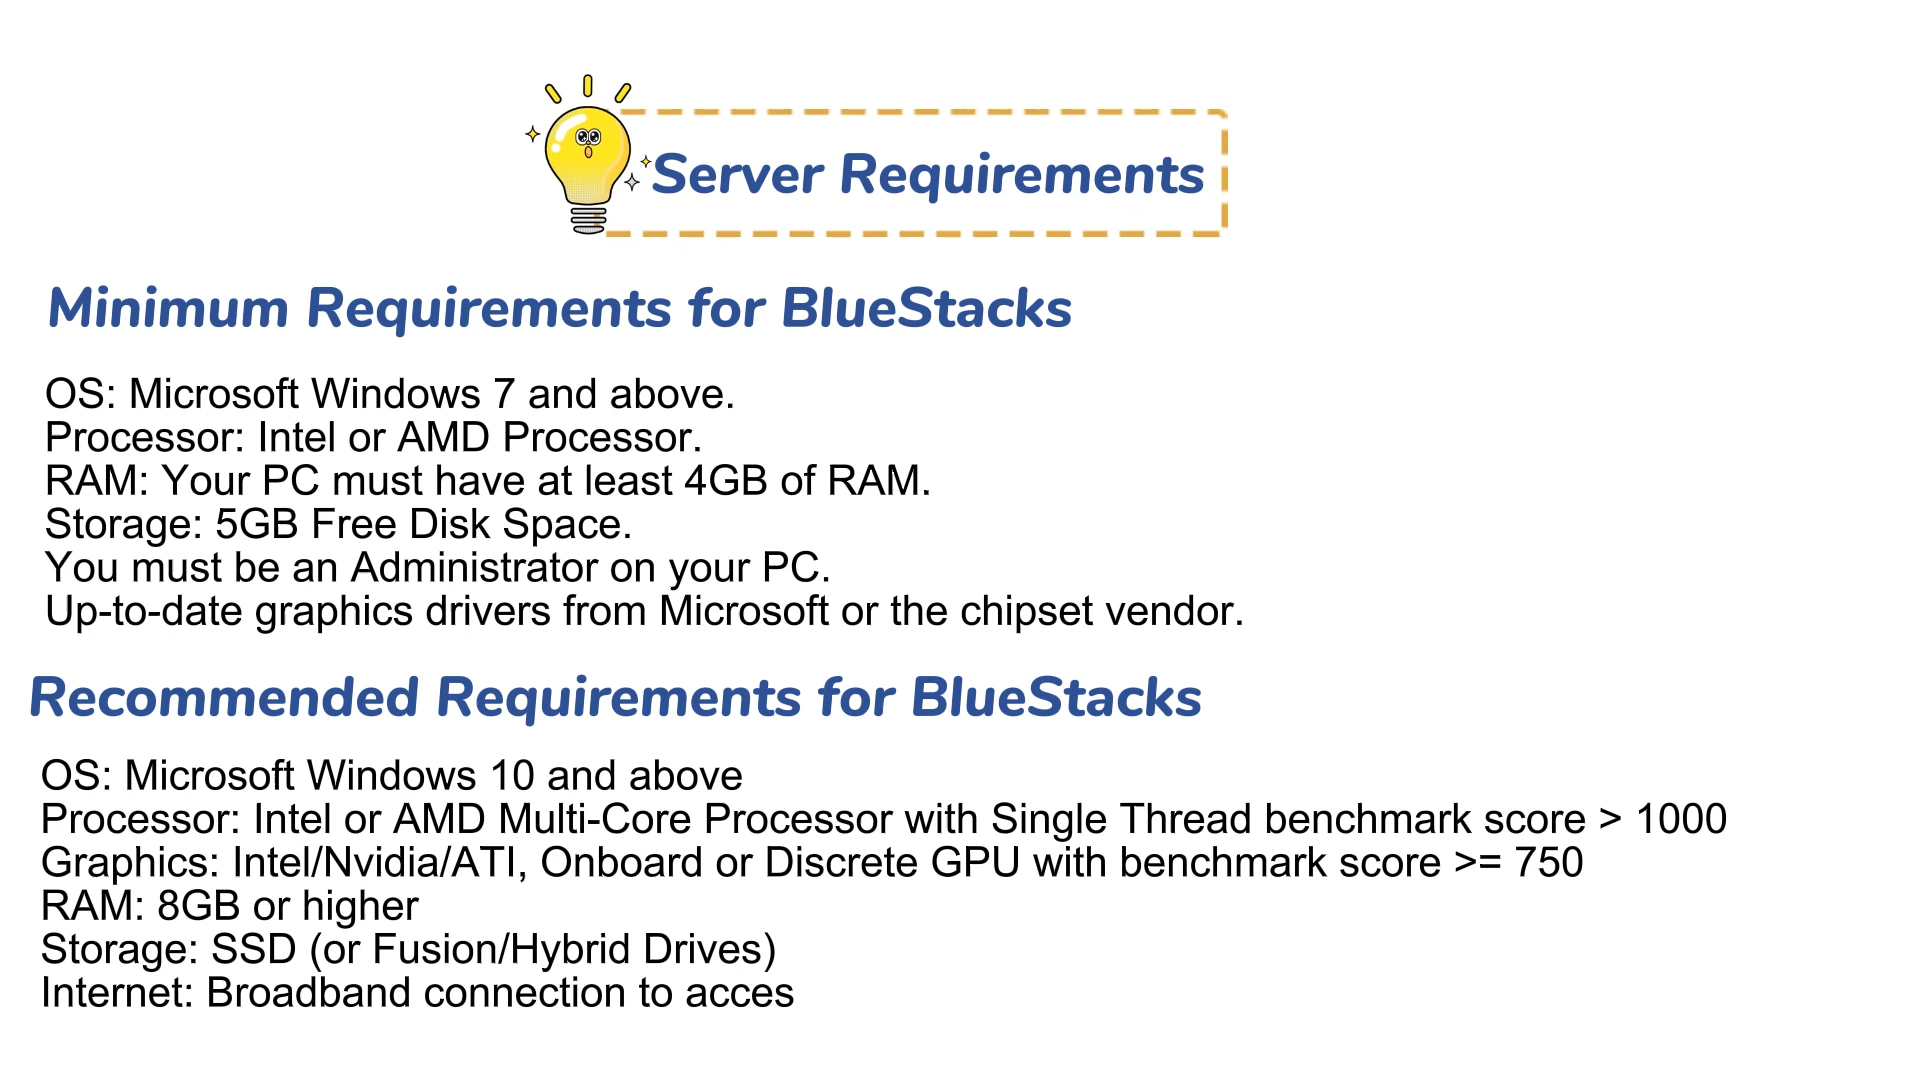 Server Requirements
Minimum Requirements for BlueStacks
OS: Microsoft Windows 7 and above.
Processor: Intel or AMD Processor.
RAM: Your PC must have at least 4GB of RAM.
Storage: 5GB Free Disk Space.
You must be an Administrator on your PC.
Up-to-date graphics drivers from Microsoft or the chipset vendor.
Recommended Requirements for BlueStacks
OS: Microsoft Windows 10 and above
Processor: Intel or AMD Multi-Core Processor with Single Thread benchmark score > 1000
Graphics: Intel/Nvidia/ATI, Onboard or Discrete GPU with benchmark score >= 750
RAM: 8GB or higher
Storage: SSD (or Fusion/Hybrid Drives)
Internet: Broadband connection to acces